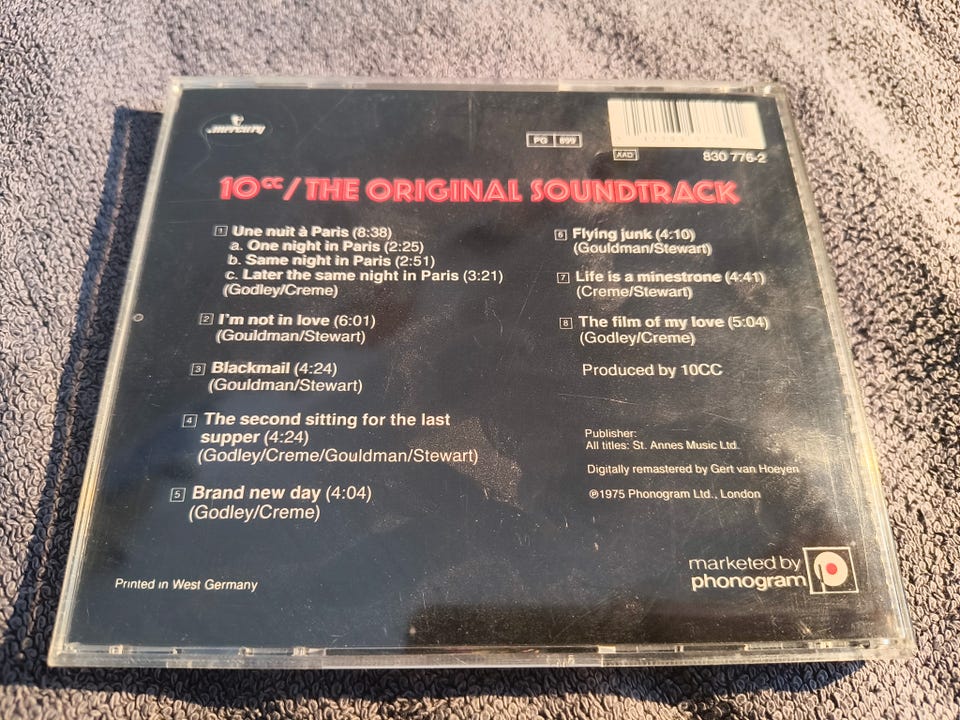 mercury
PG 899
AAD
830 776-2
10cc/THE ORIGINAL SOUNDTRACK
1 Une nuit à Paris (8:38)
a. One night in Paris (2:25)
b. Same night in Paris (2:51)
c. Later the same night in Paris (3:21)
(Godley/Creme)
2 I'm not in love (6:01)
(Gouldman/Stewart)
3 Blackmail (4:24)
(Gouldman/Stewart)
4 The second sitting for the last
supper (4:24)
(Godley/Creme/Gouldman/Stewart)
5 Brand new day (4:04)
(Godley/Creme)
6 Flying junk (4:10)
(Gouldman/Stewart)
7 Life is a minestrone (4:41)
(Creme/Stewart)
8 The film of my love (5:04)
(Godley/Creme)
Produced by 10CC
Publisher:
All titles: St. Annes Music Ltd.
Digitally remastered by Gert van Hoeyen
℗1975 Phonogram Ltd., London
Printed in West Germany
marketed by
phonogram